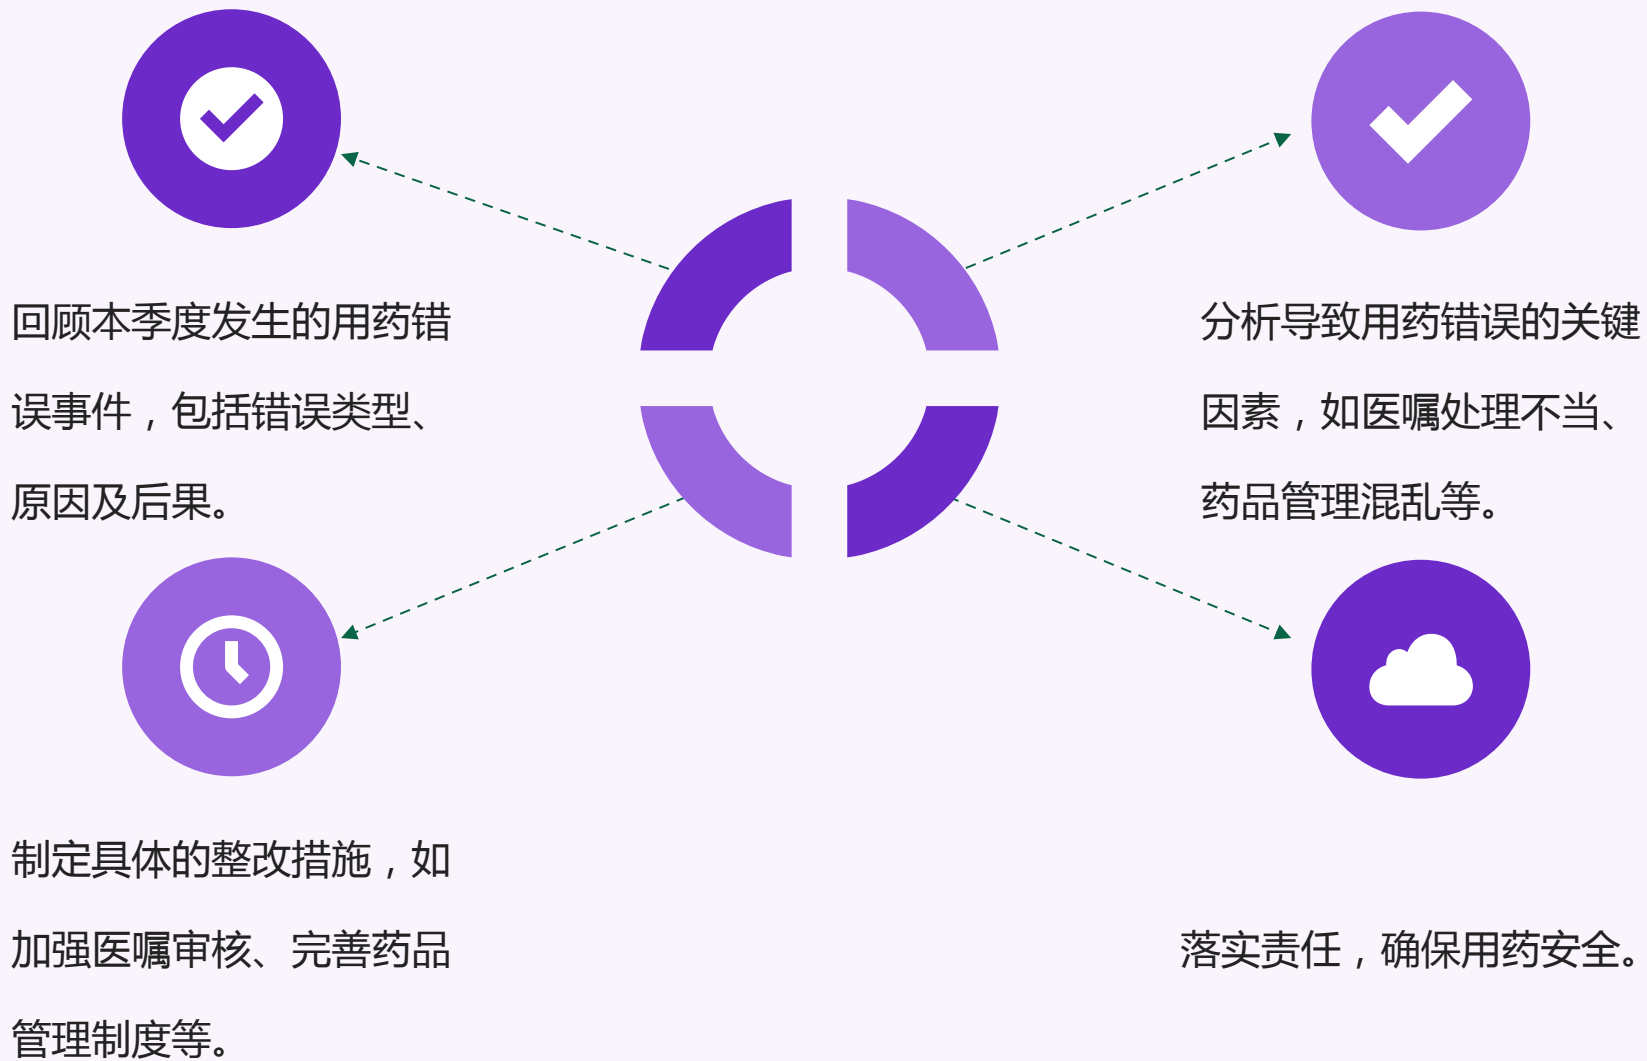 回顾本季度发生的用药错
误事件，包括错误类型、
原因及后果。
分析导致用药错误的关键
因素，如医嘱处理不当、
药品管理混乱等。
制定具体的整改措施，如
加强医嘱审核、完善药品
管理制度等。
落实责任，确保用药安全。